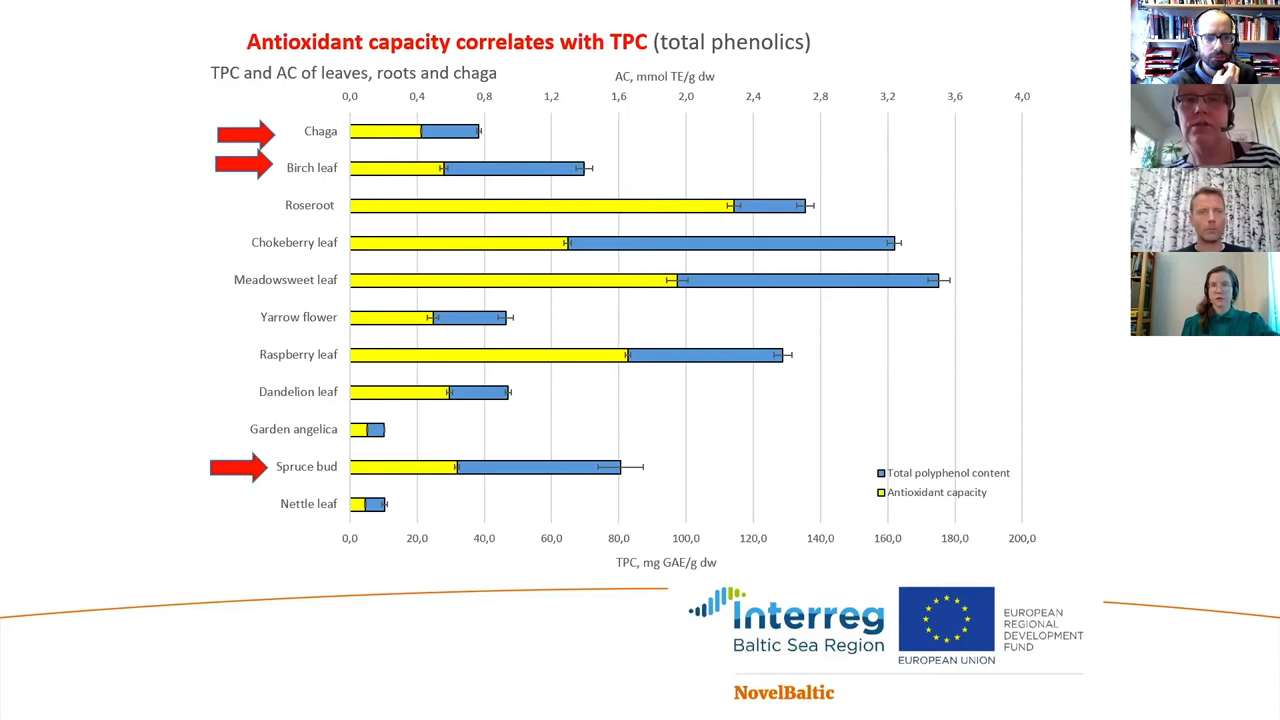 Antioxidant capacity correlates with TPC (total phenolics)
TPC and AC of leaves, roots and chaga
AC, mmol TE/g dw
0,0 0,4 0,8 1,2 1,6 2,0 2,4 2,8 3,2 3,6 4,0
Chaga
Birch leaf
Roseroot
Chokeberry leaf
Meadowsweet leaf
Yarrow flower
Raspberry leaf
Dandelion leaf
Garden angelica
Spruce bud
Nettle leaf
Total polyphenol content
Antioxidant capacity
0,0 20,0 40,0 60,0 80,0 100,0 120,0 140,0 160,0 180,0 200,0
TPC, mg GAE/g dw
Interreg
Baltic Sea Region
EUROPEAN UNION
EUROPEAN
REGIONAL
DEVELOPMENT
FUND
NovelBaltic